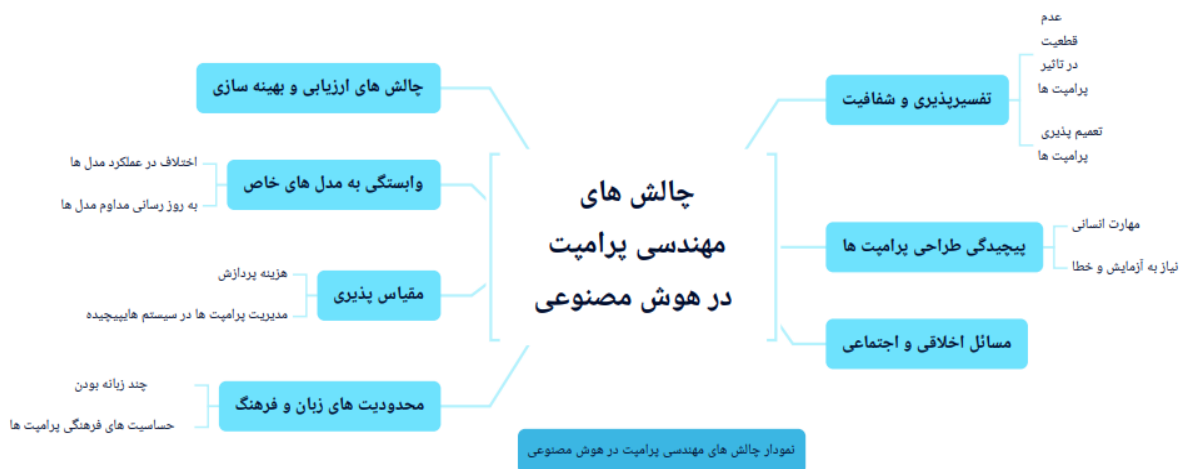 چالش های
مهندسی پرامپت
در هوش مصنوعی
تفسیرپذیری و شفافیت
عدم
قطعیت
در تاثیر
پرامپت ها
تعمیم پذیری
پرامپت ها
پیچیدگی طراحی پرامپت ها
مهارت انسانی
نیاز به آزمایش و خطا
مسائل اخلاقی و اجتماعی
چالش های ارزیابی و بهینه سازی
وابستگی به مدل های خاص
اختلاف در عملکرد مدل ها
به روز رسانی مداوم مدل ها
مقیاس پذیری
هزینه پردازش
مدیریت پرامپت ها در سیستم هایپیچیده
محدودیت های زبان و فرهنگ
چند زبانه بودن
حساسیت های فرهنگی پرامپت ها
نمودار چالش های مهندسی پرامپت در هوش مصنوعی